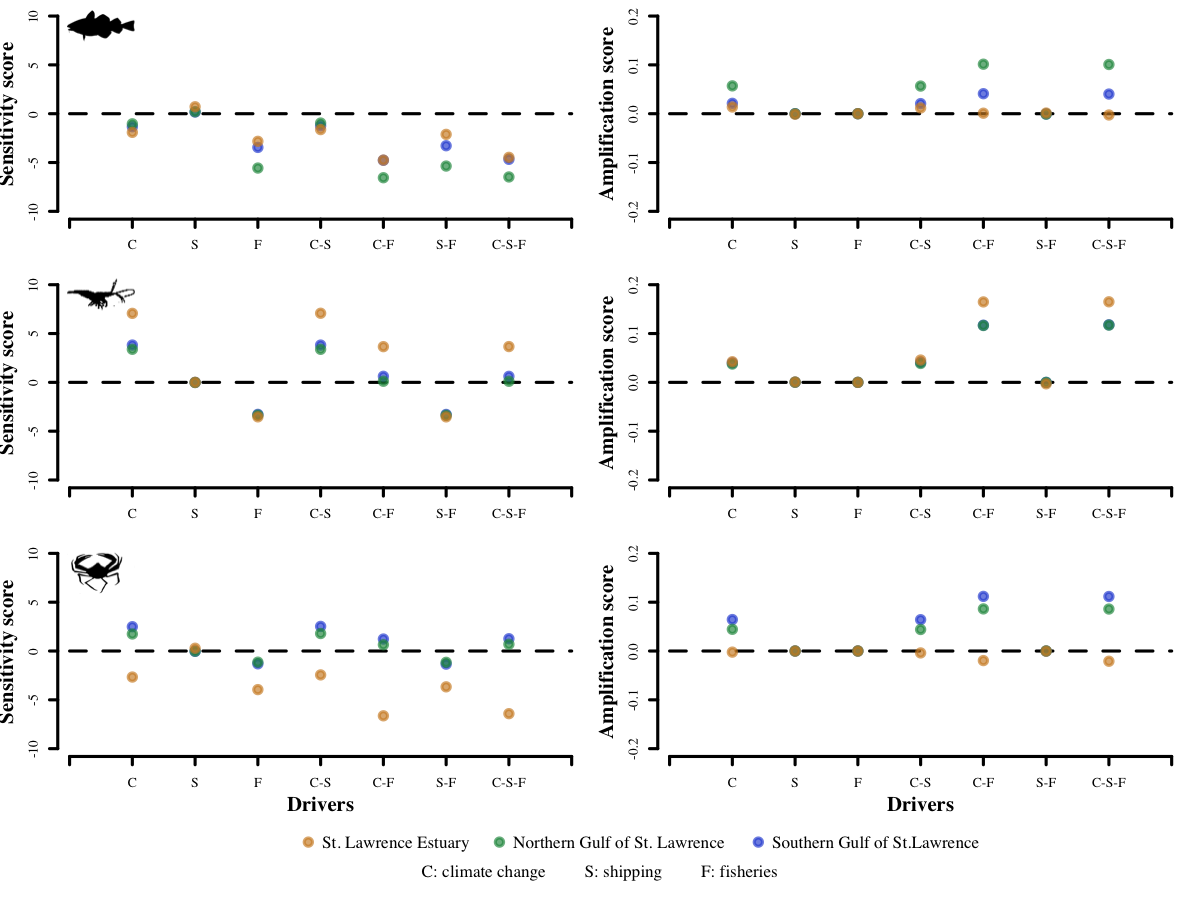 Sensitivity score
10
5
0
-5
-10
C S F C-S C-F S-F C-S-F
Amplification score
0.2
0.1
0.0
-0.1
-0.2
C S F C-S C-F S-F C-S-F
Sensitivity score
10
5
0
-5
-10
C S F C-S C-F S-F C-S-F
Amplification score
0.2
0.1
0.0
-0.1
-0.2
C S F C-S C-F S-F C-S-F
Sensitivity score
10
5
0
-5
-10
C S F C-S C-F S-F C-S-F
Drivers
Amplification score
0.2
0.1
0.0
-0.1
-0.2
C S F C-S C-F S-F C-S-F
Drivers
St. Lawrence Estuary Northern Gulf of St. Lawrence Southern Gulf of St.Lawrence
C: climate change S: shipping F: fisheries